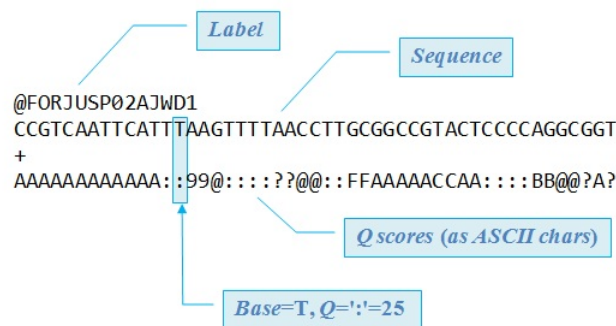 Label
Sequence
@FORJUSP02AJWD1
CCGTCAATTCATTTAAGTTTTAACCTTGCGGCCGTACTCCCCAGGCGGT
+
AAAAAAAAAAAA::99@::::??@@::FFAAAAACCAA::::BB@@?A?
Q scores (as ASCII chars)
Base=T, Q=':'=25